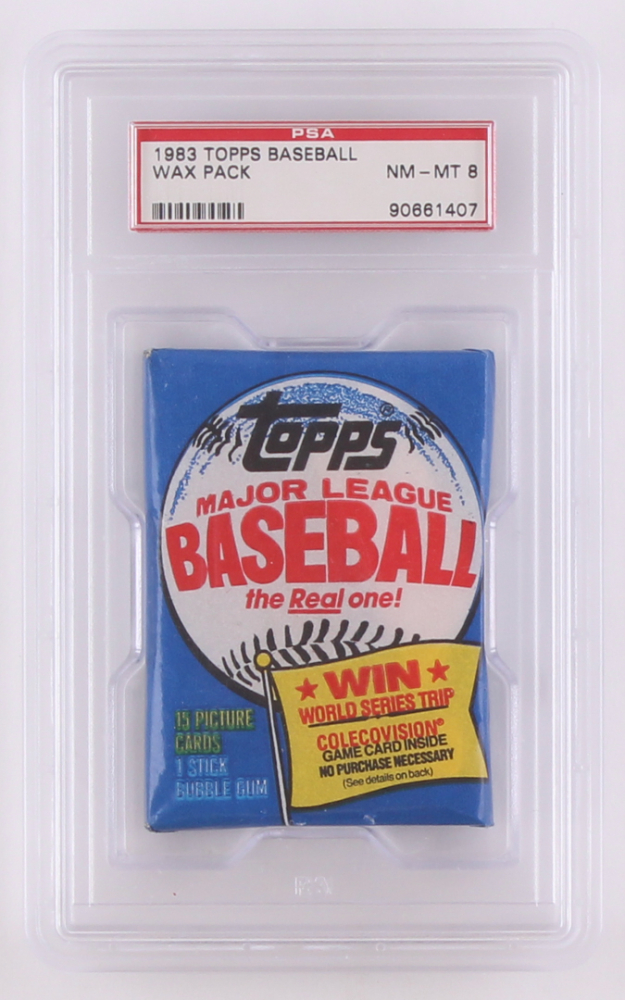 PSA
1983 TOPPS BASEBALL
WAX PACK NM - MT 8
90661407
topps®
MAJOR LEAGUE
BASEBALL
the Real one!
★ WIN ★
WORLD SERIES TRIP
COLECOVISION®
GAME CARD INSIDE
NO PURCHASE NECESSARY
(See details on back)
15 PICTURE
CARDS
1 STICK
BUBBLE GUM